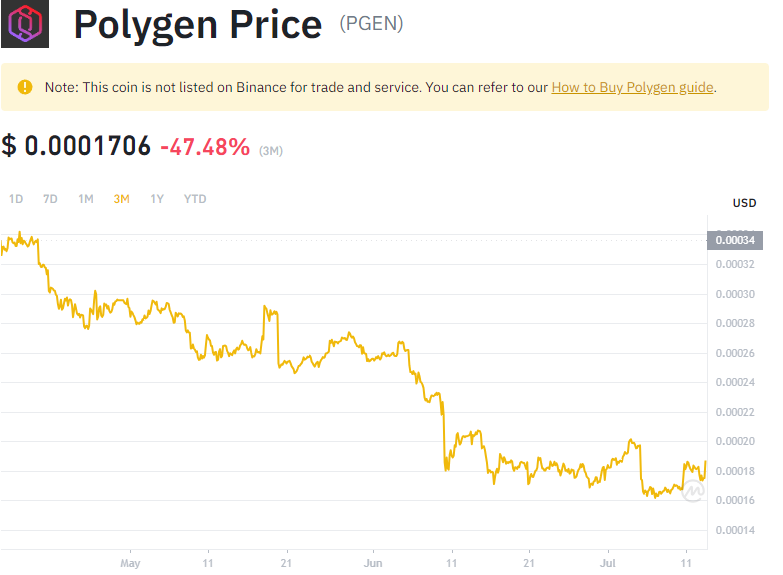 Polygen Price (PGEN)
Note: This coin is not listed on Binance for trade and service. You can refer to our How to Buy Polygen guide.
$ 0.0001706 -47.48% (3M)
1D 7D 1M 3M 1Y YTD
USD
0.00034
0.00032
0.00030
0.00028
0.00026
0.00024
0.00022
0.00020
0.00018
0.00016
0.00014
May 11 21 Jun 11 21 Jul 11